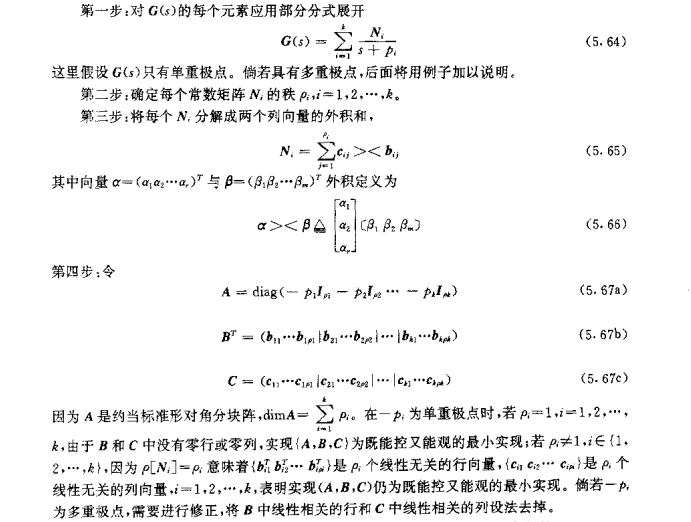 第一步:对 G(s)的每个元素应用部分分式展开
G(s) = \sum_{i=1}^{k} \frac{N_i}{s + p_i} (5.64)
这里假设 G(s)只有单重极点。倘若具有多重极点,后面将用例子加以说明。
第二步:确定每个常数矩阵 N_i 的秩 ρ_i,i=1,2,…,k。
第三步:将每个 N_i 分解成两个列向量的外积和,
N_i = \sum_{j=1}^{ρ_i} c_{ij} >< b_{ij} (5.65)
其中向量 α=(α_1α_2…α_r)^T 与 β=(β_1β_2…β_m)^T 外积定义为
α >< β ≙ [α_1 α_2 α_r] [β_1 β_2 β_m] (5.66)
第四步:令
A = diag(− p_1I_{ρ1} − p_2I_{ρ2} … − p_kI_{ρk}) (5.67a)
B^T = (b_{11}…b_{1ρ1}|b_{21}…b_{2ρ2}|…|b_{k1}…b_{kρk}) (5.67b)
C = (c_{11}…c_{1ρ1}|c_{21}…c_{2ρ2}|…|c_{k1}…c_{kρk}) (5.67c)
因为 A 是约当标准形对角分块阵,dimA= \sum_{i=1}^{k} ρ_i。在−p_i 为单重极点时,若 ρ_i=1,i=1,2,…,
k,由于 B 和 C 中没有零行或零列,实现{A,B,C}为既能控又能观的最小实现;若 ρ_i≠1,i∈{1,
2,…,k},因为 ρ[N_i]=ρ_i 意味着{b_{i1}^T b_{i2}^T… b_{iρi}^T}是 ρ_i 个线性无关的行向量,{c_{i1} c_{i2}… c_{iρi}}是 ρ_i 个
线性无关的列向量,i=1,2,…,k,表明实现(A,B,C)仍为既能控又能观的最小实现。倘若−p_i
为多重极点,需要进行修正,将 B 中线性相关的行和 C 中线性相关的列设法去掉。